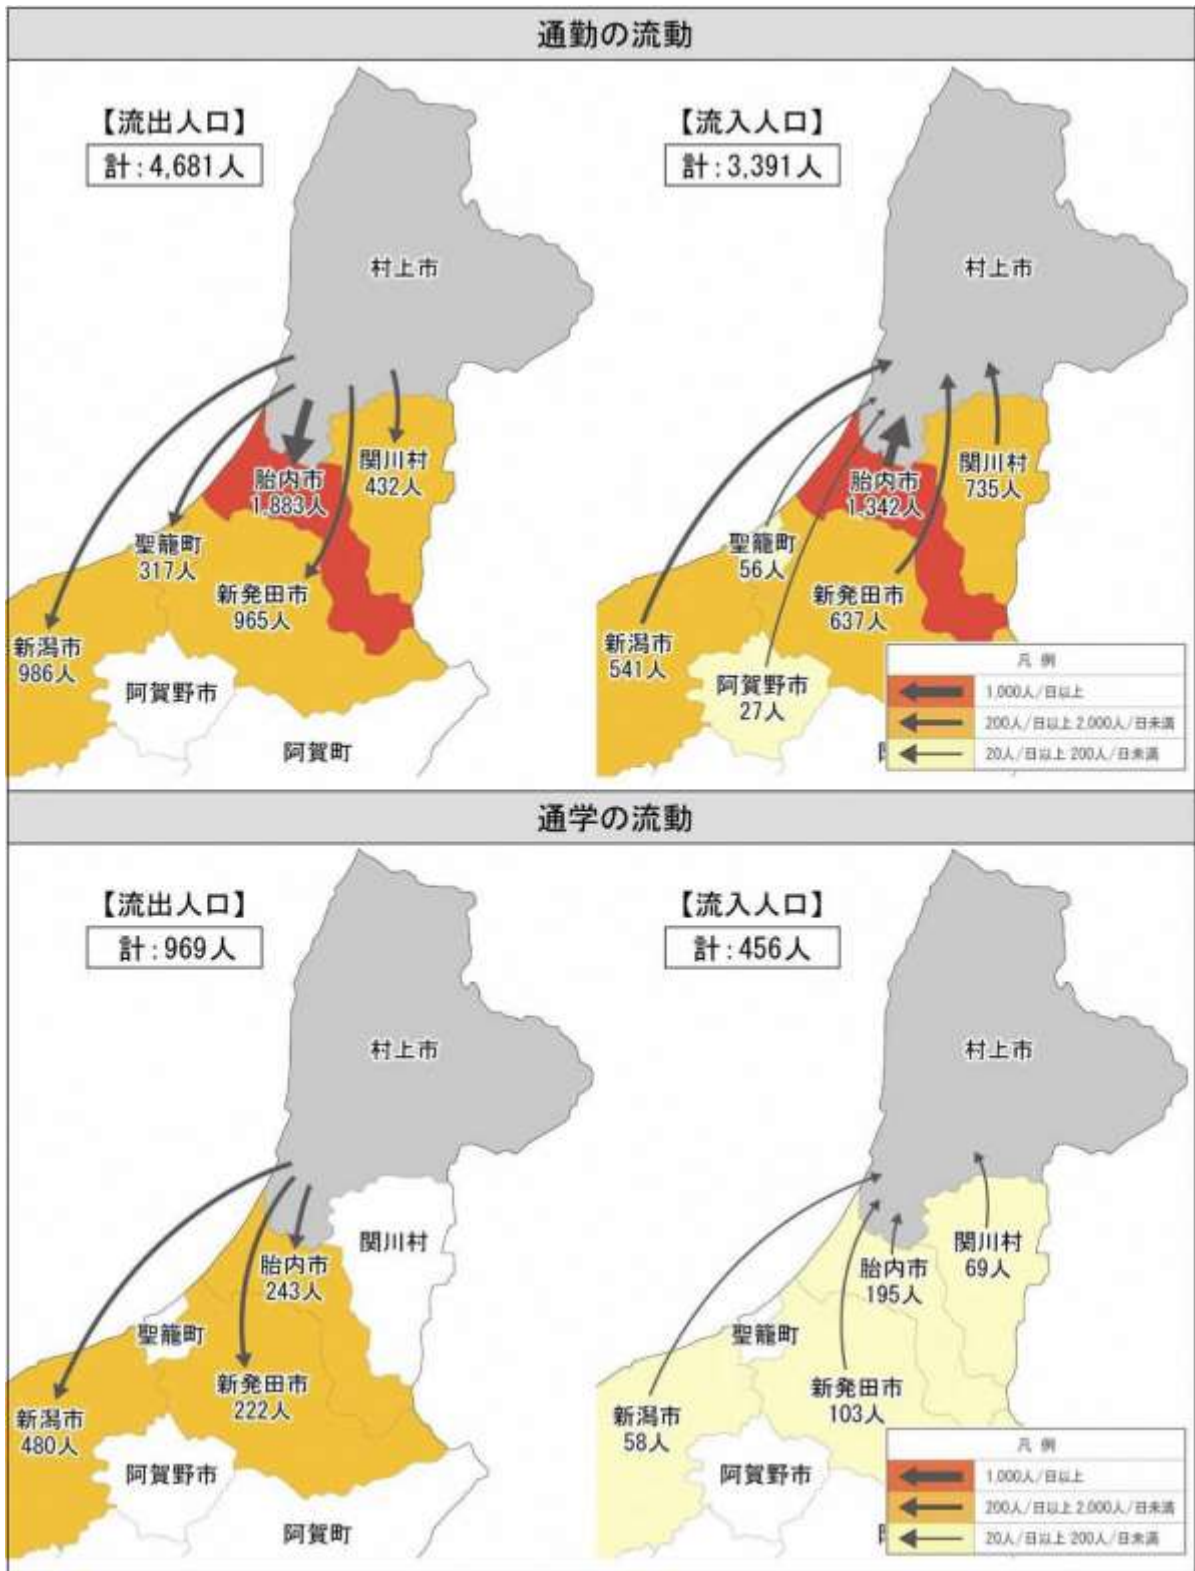 通勤の流動
【流出人口】
計:4,681人
村上市
関川村
432人
胎内市
1,883人
聖籠町
317人
新発田市
965人
新潟市
986人
阿賀野市
阿賀町
【流入人口】
計:3,391人
村上市
関川村
735人
胎内市
1,342人
聖籠町
56人
新発田市
637人
新潟市
541人
阿賀野市
27人
凡例
1,000人/日以上
200人/日以上 2,000人/日未満
20人/日以上 200人/日未満
通学の流動
【流出人口】
計:969人
村上市
関川村
胎内市
243人
聖籠町
新発田市
222人
新潟市
480人
阿賀野市
阿賀町
【流入人口】
計:456人
村上市
関川村
69人
胎内市
195人
聖籠町
新発田市
103人
新潟市
58人
阿賀野市
凡例
1,000人/日以上
200人/日以上 2,000人/日未満
20人/日以上 200人/日未満